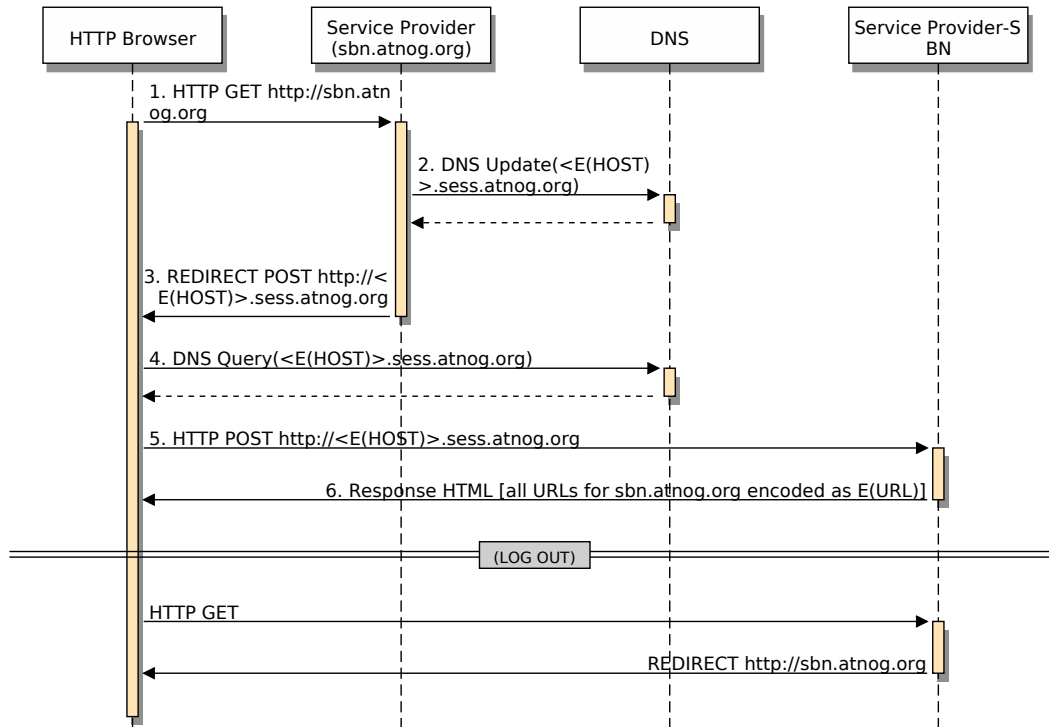 HTTP Browser
Service Provider
(sbn.atnog.org)
DNS
Service Provider-S
BN
1. HTTP GET http://sbn.atn
og.org
2. DNS Update(<E(HOST)
>.sess.atnog.org)
3. REDIRECT POST http://<
E(HOST)>.sess.atnog.org
4. DNS Query(<E(HOST)>.sess.atnog.org)
5. HTTP POST http://<E(HOST)>.sess.atnog.org
6. Response HTML [all URLs for sbn.atnog.org encoded as E(URL)]
(LOG OUT)
HTTP GET
REDIRECT http://sbn.atnog.org